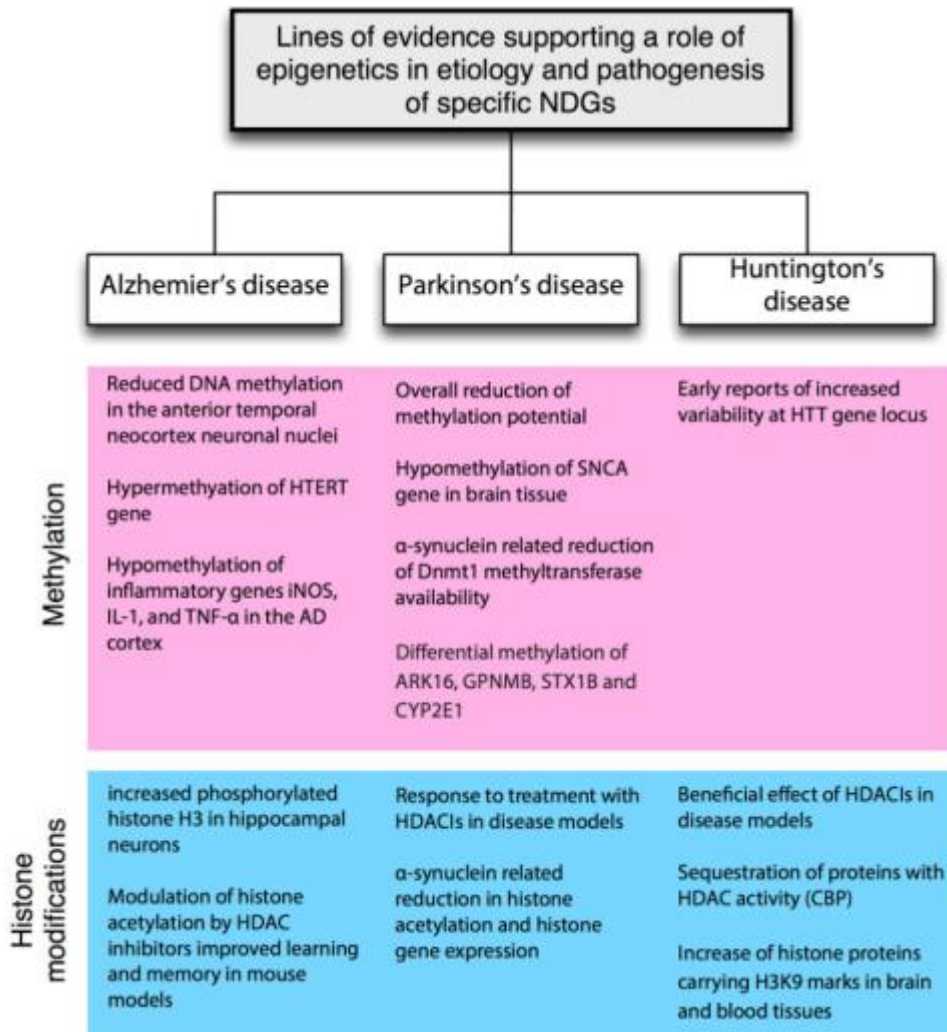 Lines of evidence supporting a role of
epigenetics in etiology and pathogenesis
of specific NDGs
Alzhemier's disease
Parkinson's disease
Huntington's
disease
Methylation
Reduced DNA methylation
in the anterior temporal
neocortex neuronal nuclei
Hypermethyation of HTERT
gene
Hypomethylation of
inflammatory genes iNOS,
IL-1, and TNF-α in the AD
cortex
Overall reduction of
methylation potential
Hypomethylation of SNCA
gene in brain tissue
α-synuclein related reduction
of Dnmt1 methyltransferase
availability
Differential methylation of
ARK16, GPNMB, STX1B and
CYP2E1
Early reports of increased
variability at HTT gene locus
Histone
modifications
increased phosphorylated
histone H3 in hippocampal
neurons
Modulation of histone
acetylation by HDAC
inhibitors improved learning
and memory in mouse
models
Response to treatment with
HDACIs in disease models
α-synuclein related
reduction in histone
acetylation and histone
gene expression
Beneficial effect of HDACIs in
disease models
Sequestration of proteins with
HDAC activity (CBP)
Increase of histone proteins
carrying H3K9 marks in brain
and blood tissues